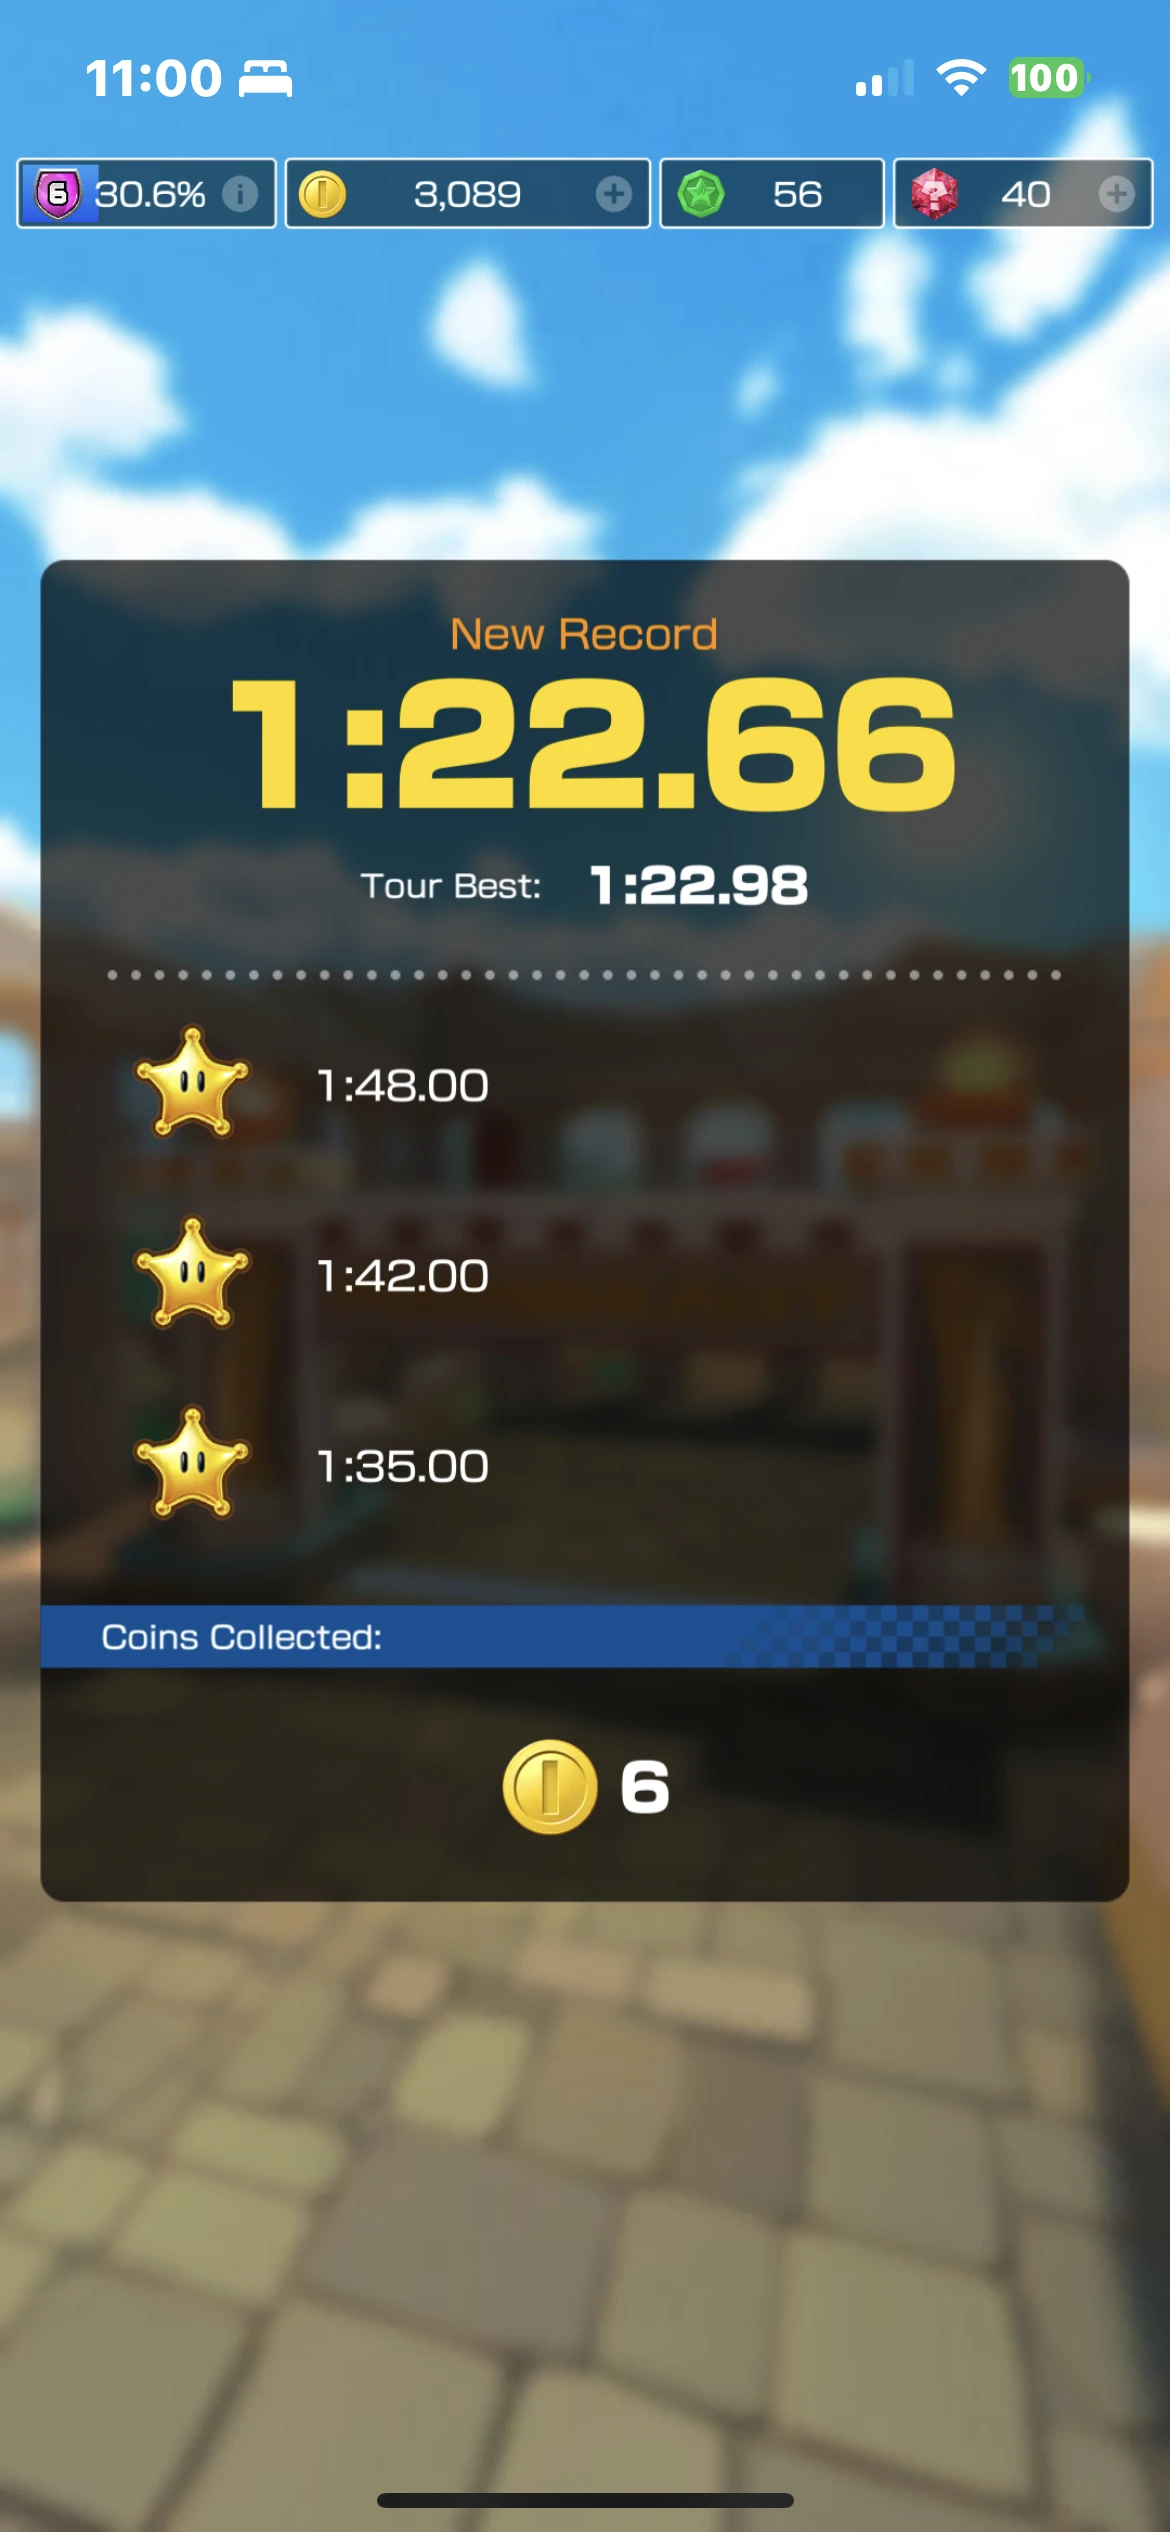 11:00 100
6 30.6% i 3,089 + 56 ? 40 +
New Record
1:22.66
Tour Best: 1:22.98
1:48.00
1:42.00
1:35.00
Coins Collected:
6